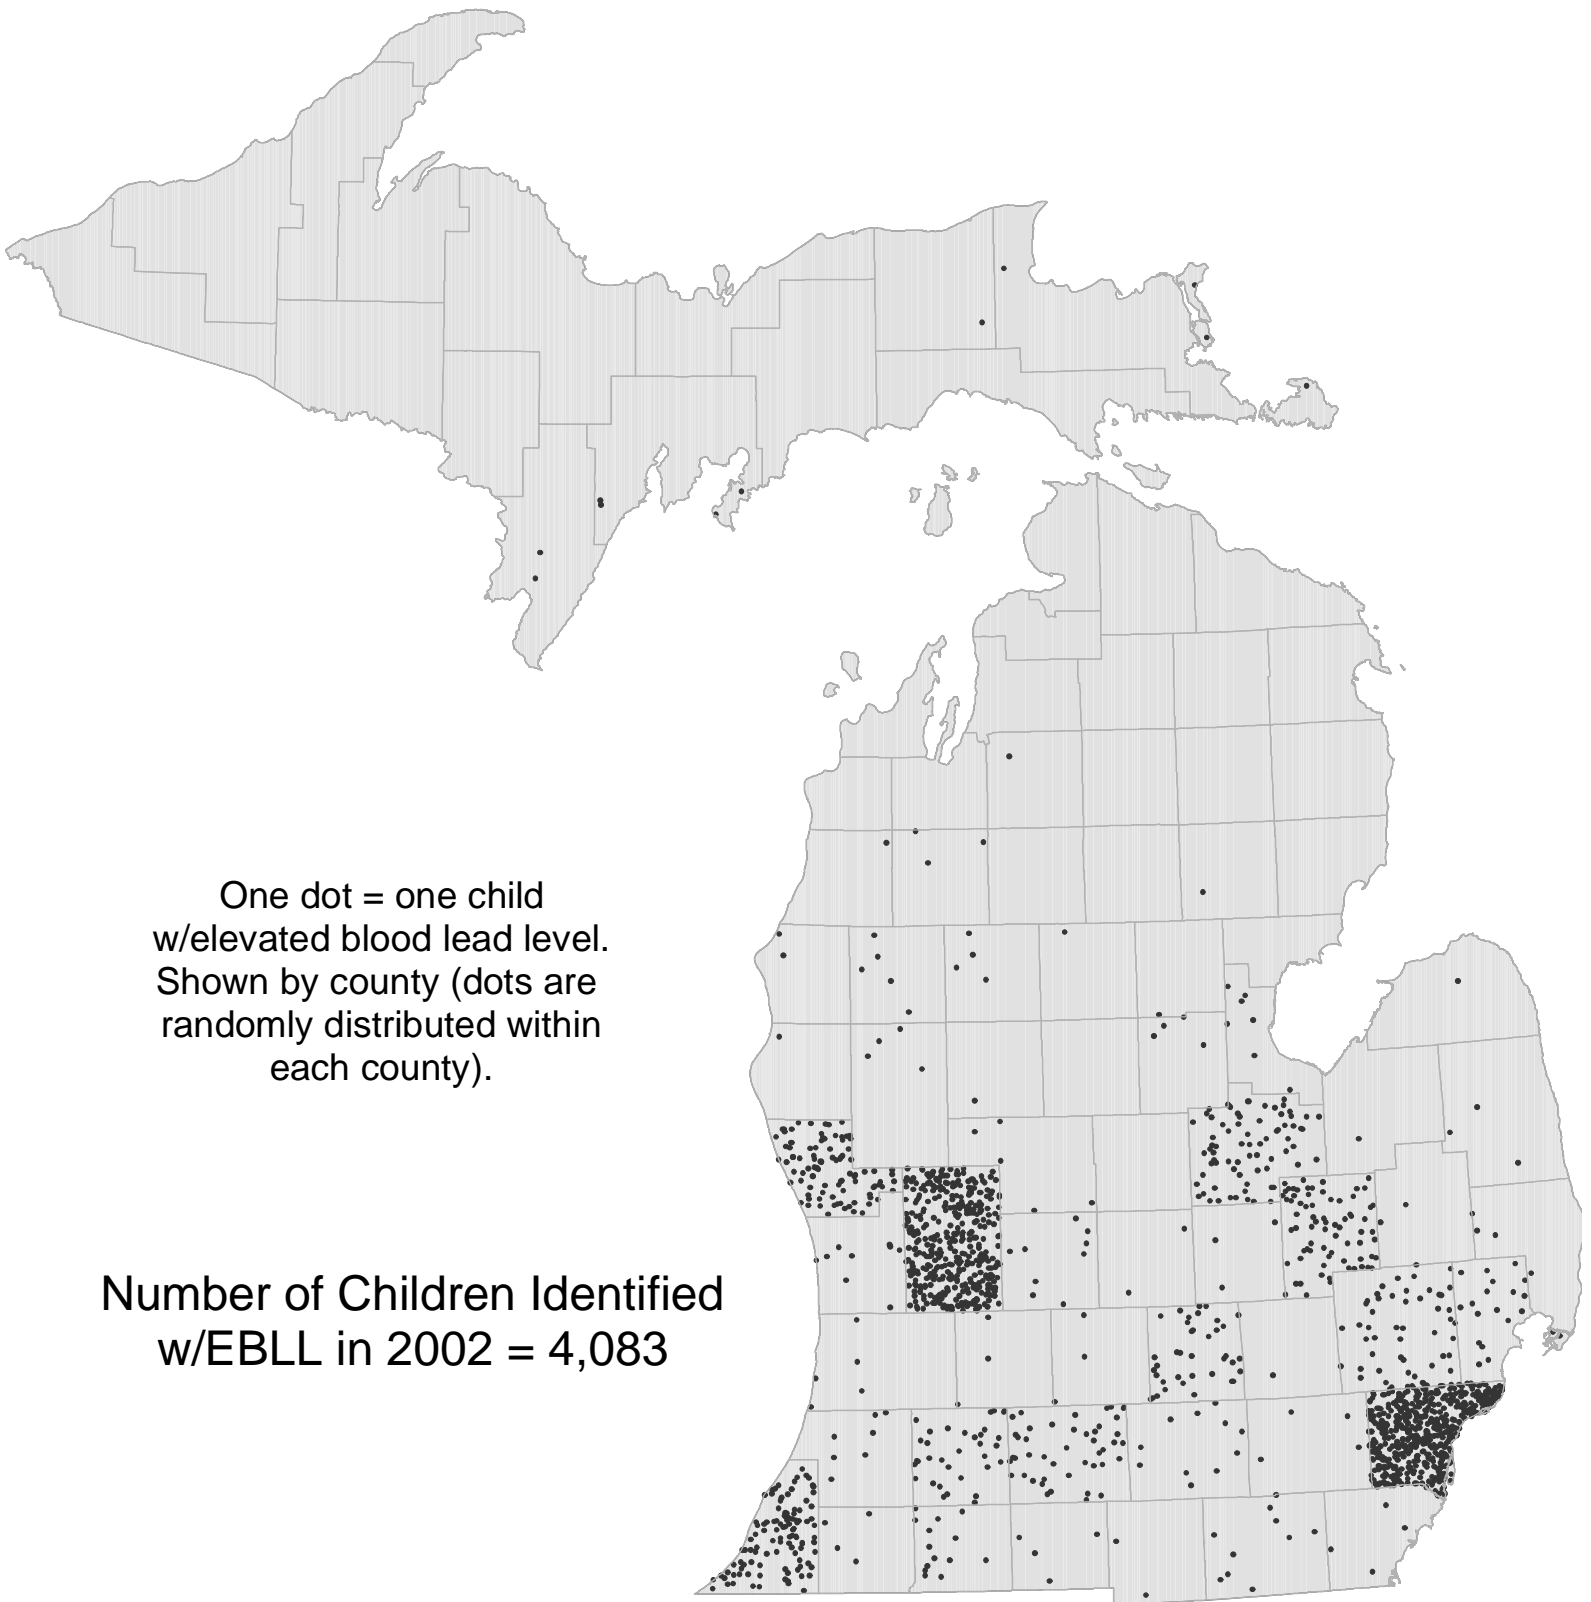 One dot = one child
w/elevated blood lead level.
Shown by county (dots are
randomly distributed within
each county).
Number of Children Identified
w/EBLL in 2002 = 4,083